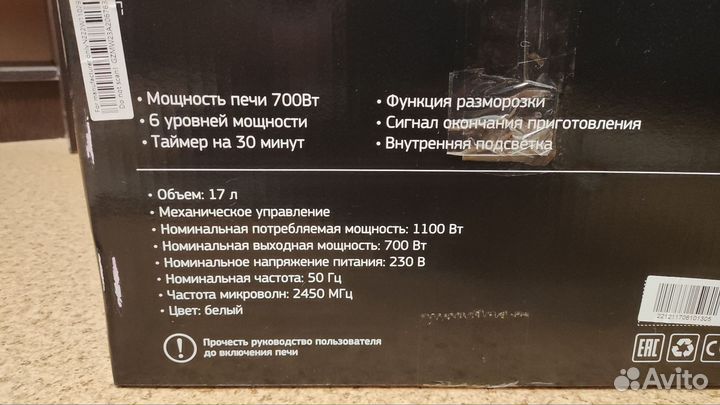 • Мощность печи 700Вт
• 6 уровней мощности
• Таймер на 30 минут
• Функция разморозки
• Сигнал окончания приготовления
• Внутренняя подсветка
• Объем: 17 л
• Механическое управление
• Номинальная потребляемая мощность: 1100 Вт
• Номинальная выходная мощность: 700 Вт
• Номинальное напряжение питания: 230 В
• Номинальная частота: 50 Гц
• Частота микроволн: 2450 МГц
• Цвет: белый
Прочесть руководство пользователя
до включения печи
221211706101305
EAC
Avito